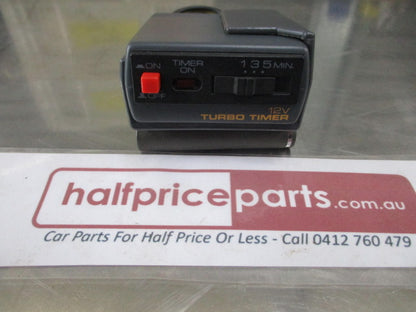 ON TIMER 1 3 5 MIN.
ON
OFF
12V
TURBO TIMER
halfpriceparts.com.au
Car Parts For Half Price Or Less - Call 0412 760 479